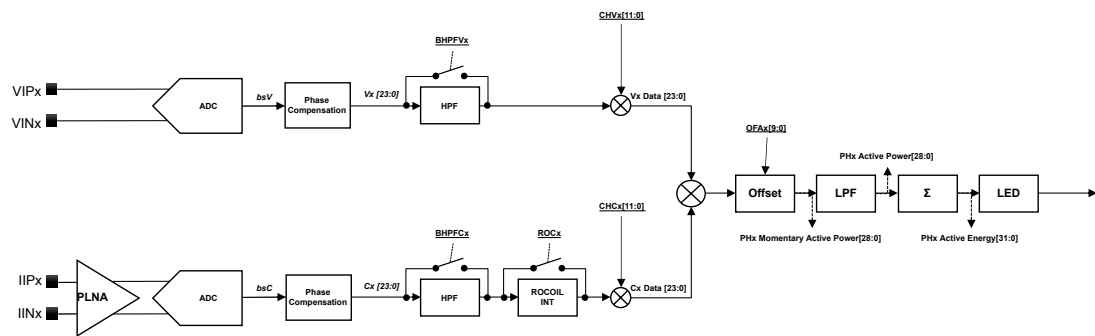 CHVx[11:0]
BHPFVx
VIPx
VINx
ADC
bsV
Phase
Compensation
Vx [23:0]
HPF
Vx Data [23:0]
OFAx[9:0]
PHx Active Power[28:0]
Offset
LPF
Σ
LED
PHx Momentary Active Power[28:0]
PHx Active Energy[31:0]
CHCx[11:0]
BHPFCx
ROCx
IIPx
IINx
PLNA
ADC
bsC
Phase
Compensation
Cx [23:0]
HPF
ROCOIL
INT
Cx Data [23:0]